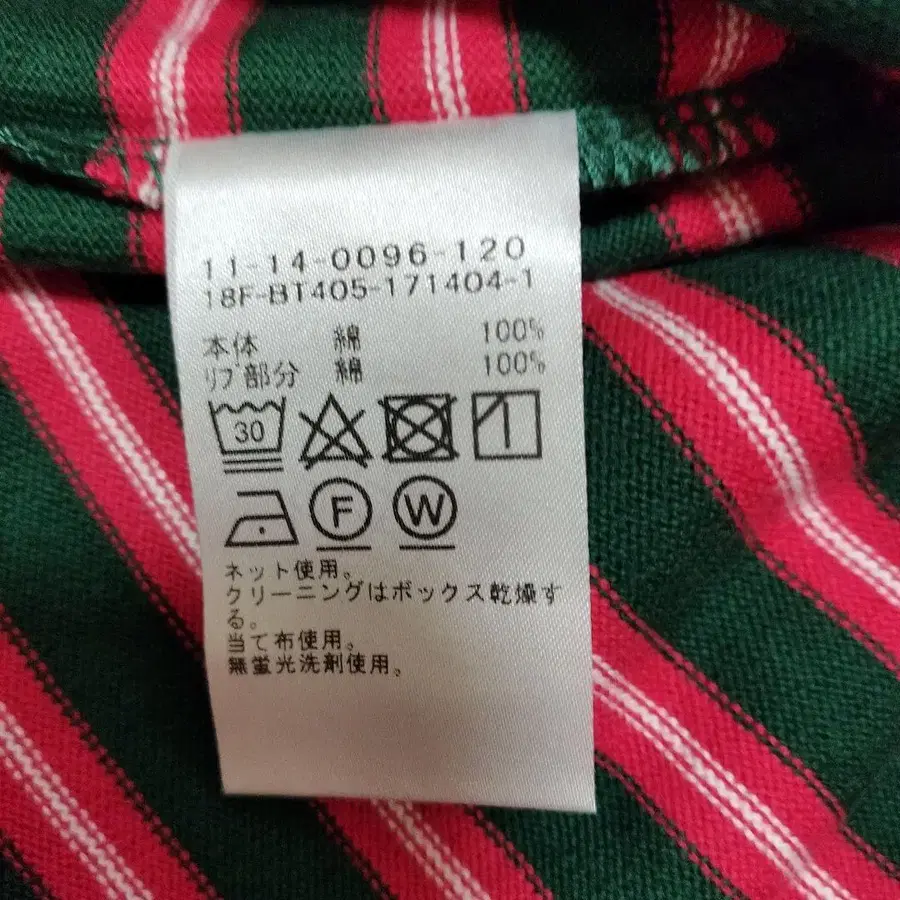 11-14-0096-120
18F-BT405-171404-1
本体 綿 100%
ﾘﾌﾞ部分 綿 100%
30
F W
ネット使用。
クリーニングはボックス乾燥す
る。
当て布使用。
無蛍光洗剤使用。